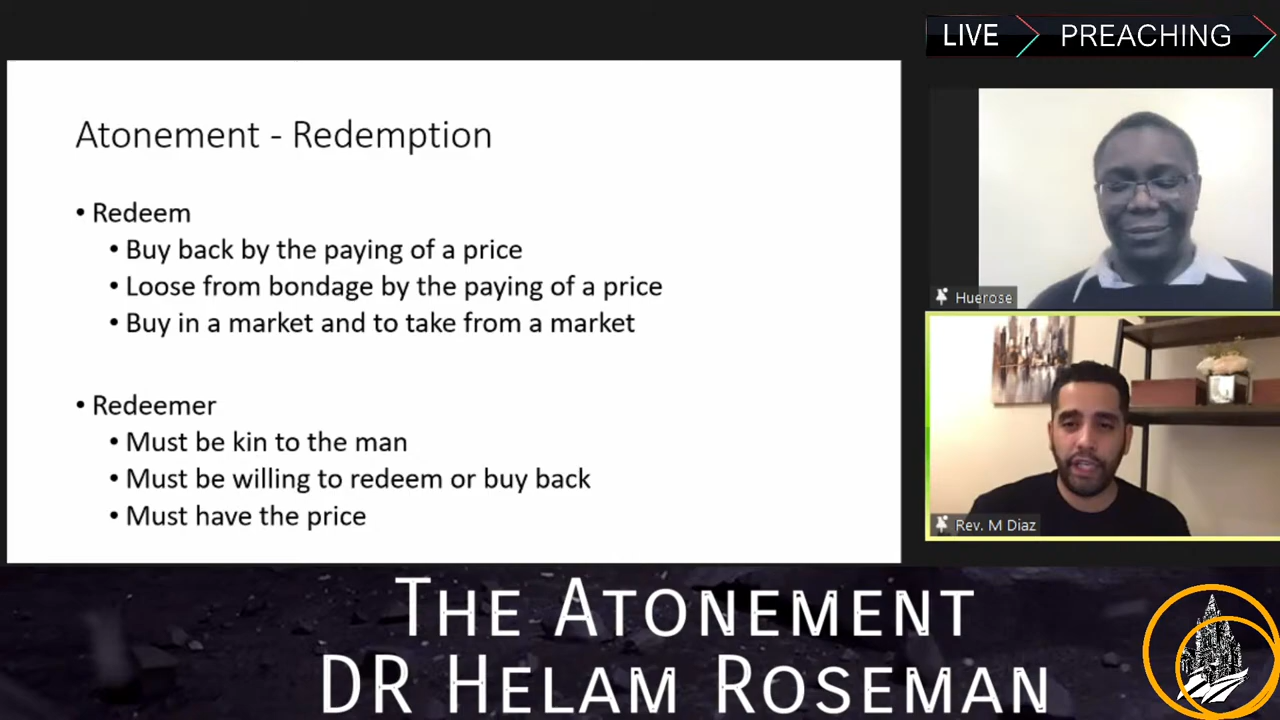 LIVE PREACHING
Atonement - Redemption
• Redeem
• Buy back by the paying of a price
• Loose from bondage by the paying of a price
• Buy in a market and to take from a market
• Redeemer
• Must be kin to the man
• Must be willing to redeem or buy back
• Must have the price
Huerose
Rev. M Diaz
THE ATONEMENT
DR HELAM ROSEMAN